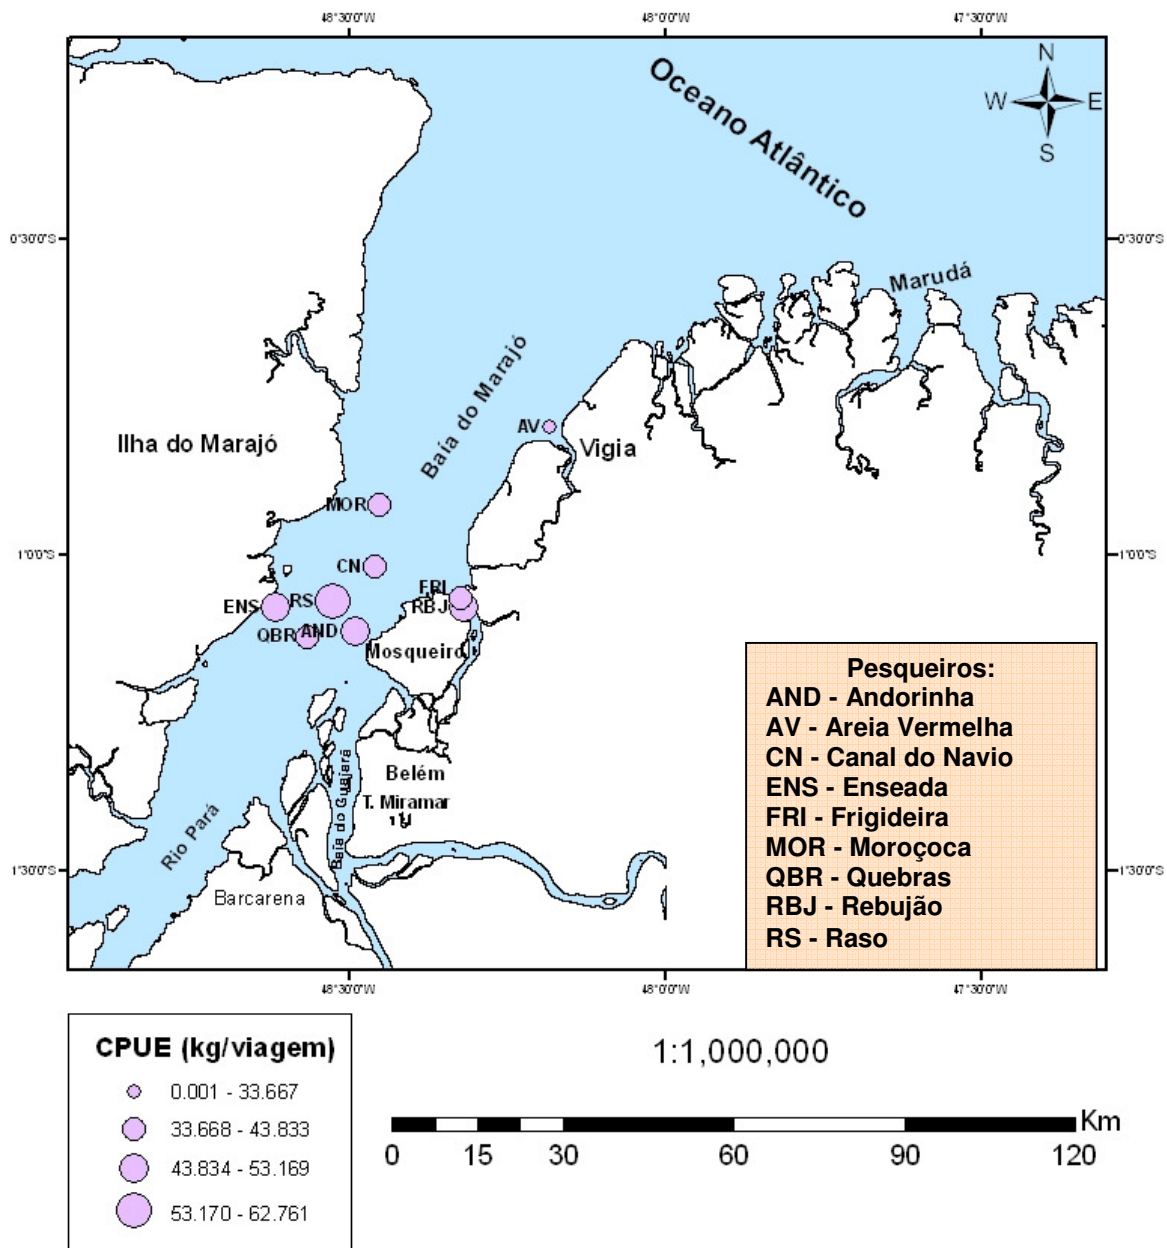 48°30'0"W
48°0'0"W
47°30'0"W
N
W
E
S
Oceano Atlântico
0°30'0"S
0°30'0"S
Marudá
Baía do Marajó
AV
Ilha do Marajó
Vigia
MOR
1°0'0"S
1°0'0"S
CN
FRI
ENS
RS
RBJ
QBR
AND
Mosqueiro
Pesqueiros:
AND - Andorinha
AV - Areia Vermelha
CN - Canal do Navio
ENS - Enseada
FRI - Frigideira
MOR - Moroçoca
QBR - Quebras
RBJ - Rebujão
RS - Raso
Belém
T. Miramar
Baía do Guajará
Rio Pará
Barcarena
1°30'0"S
1°30'0"S
48°30'0"W
48°0'0"W
47°30'0"W
CPUE (kg/viagem)
0.001 - 33.667
33.668 - 43.833
43.834 - 53.169
53.170 - 62.761
1:1,000,000
Km
0 15 30 60 90 120